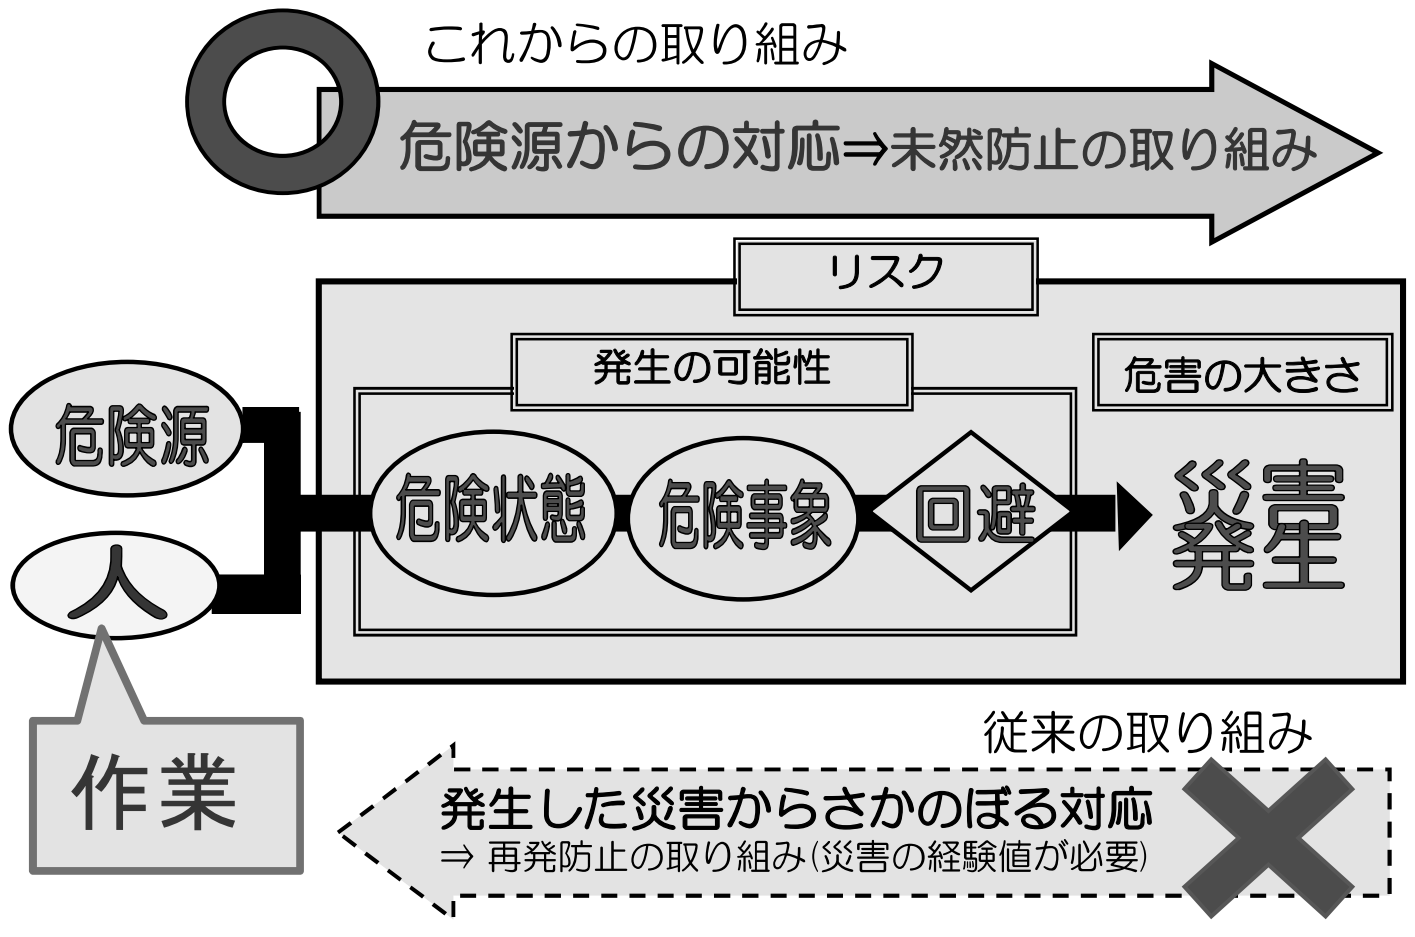 これからの取り組み
危険源からの対応⇒未然防止の取り組み
リスク
発生の可能性
危害の大きさ
危険源
人
作業
危険状態
危険事象
回避
災害
発生
従来の取り組み
発生した災害からさかのぼる対応
⇒ 再発防止の取り組み(災害の経験値が必要)